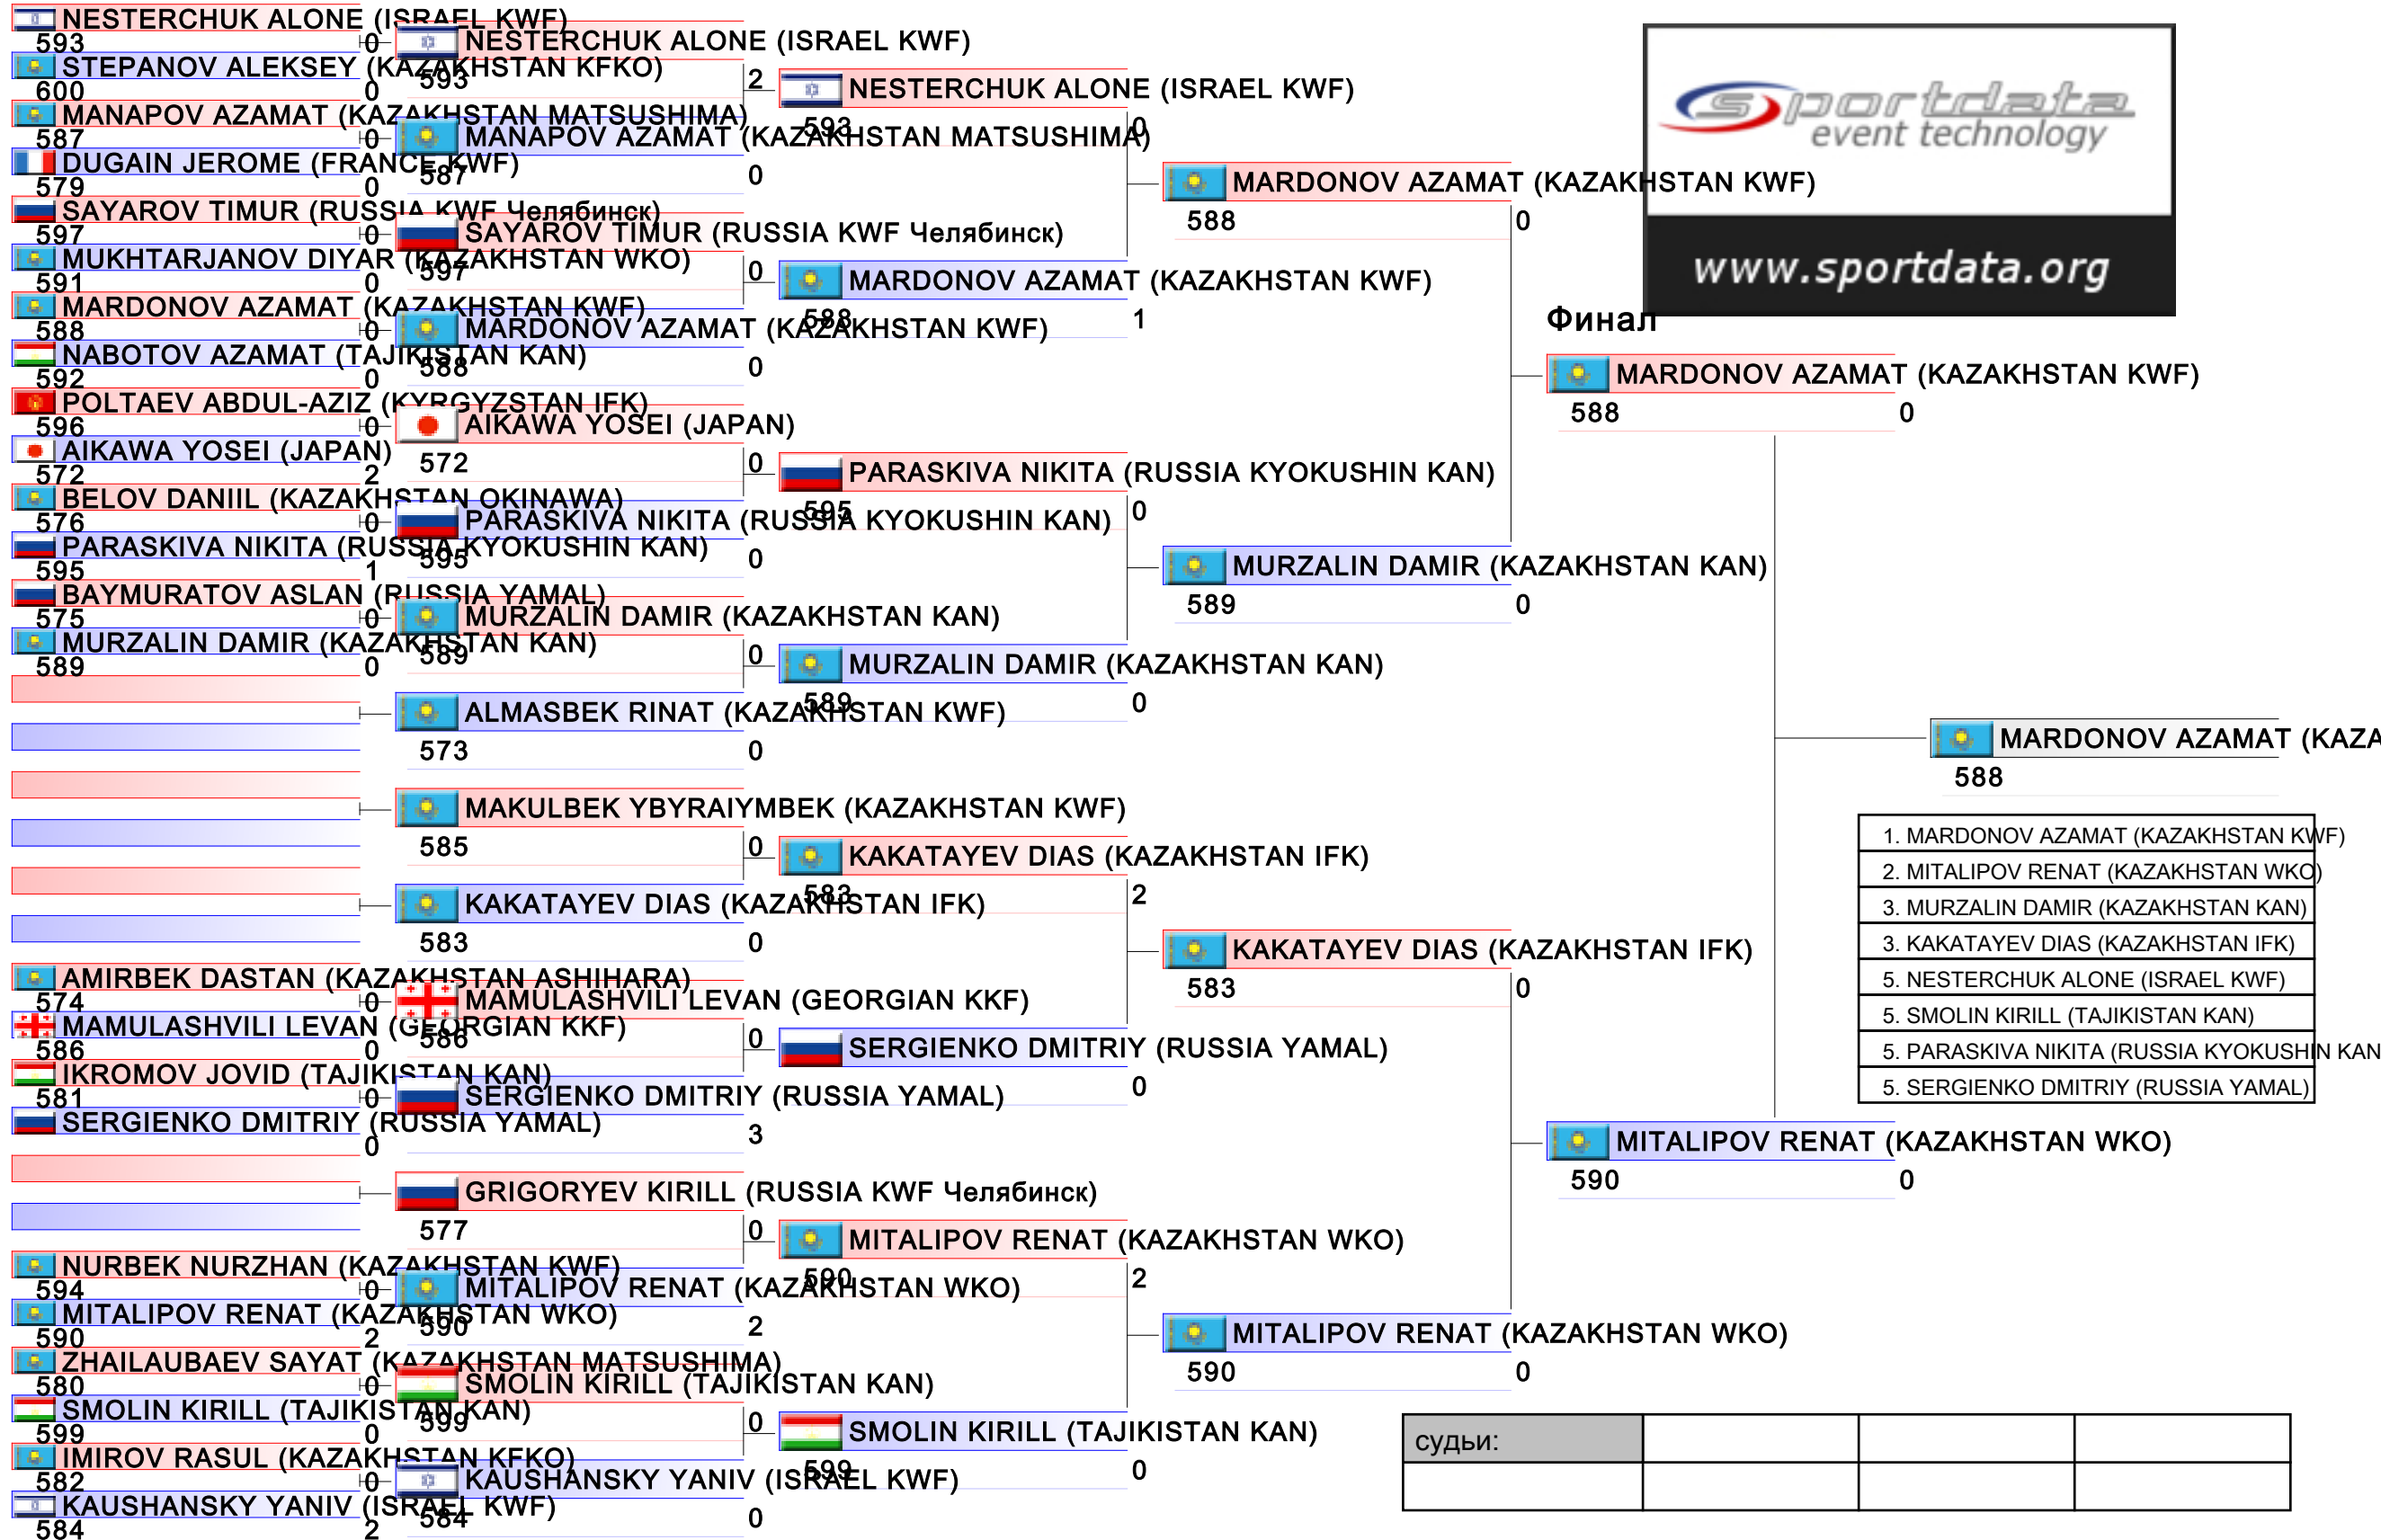 NESTERCHUK ALONE (ISRAEL KWF)
593
0
STEPANOV ALEKSEY (KAZAKHSTAN KFKO)
600
0
MANAPOV AZAMAT (KAZAKHSTAN MATSUSHIMA)
587
0
DUGAIN JEROME (FRANCE KWF)
579
0
SAYAROV TIMUR (RUSSIA KWF Челябинск)
597
0
MUKHTARJANOV DIYAR (KAZAKHSTAN WKO)
591
0
MARDONOV AZAMAT (KAZAKHSTAN KWF)
588
0
NABOTOV AZAMAT (TAJIKISTAN KAN)
592
0
POLTAEV ABDUL-AZIZ (KYRGYZSTAN IFK)
596
0
AIKAWA YOSEI (JAPAN)
572
2
BELOV DANIIL (KAZAKHSTAN OKINAWA)
576
0
PARASKIVA NIKITA (RUSSIA KYOKUSHIN KAN)
595
1
BAYMURATOV ASLAN (RUSSIA YAMAL)
575
0
MURZALIN DAMIR (KAZAKHSTAN KAN)
589
0
AMIRBEK DASTAN (KAZAKHSTAN ASHIHARA)
574
0
MAMULASHVILI LEVAN (GEORGIAN KKF)
586
0
IKROMOV JOVID (TAJIKISTAN KAN)
581
0
SERGIENKO DMITRIY (RUSSIA YAMAL)
0
NURBEK NURZHAN (KAZAKHSTAN KWF)
594
0
MITALIPOV RENAT (KAZAKHSTAN WKO)
590
2
ZHAILAUBAEV SAYAT (KAZAKHSTAN MATSUSHIMA)
580
0
SMOLIN KIRILL (TAJIKISTAN KAN)
599
0
IMIROV RASUL (KAZAKHSTAN KFKO)
582
0
KAUSHANSKY YANIV (ISRAEL KWF)
584
2
NESTERCHUK ALONE (ISRAEL KWF)
593
2
MANAPOV AZAMAT (KAZAKHSTAN MATSUSHIMA)
587
0
SAYAROV TIMUR (RUSSIA KWF Челябинск)
597
0
MARDONOV AZAMAT (KAZAKHSTAN KWF)
588
0
AIKAWA YOSEI (JAPAN)
572
0
PARASKIVA NIKITA (RUSSIA KYOKUSHIN KAN)
595
0
MURZALIN DAMIR (KAZAKHSTAN KAN)
589
0
ALMASBEK RINAT (KAZAKHSTAN KWF)
573
0
MAKULBEK YBYRAIYMBEK (KAZAKHSTAN KWF)
585
0
KAKATAYEV DIAS (KAZAKHSTAN IFK)
583
0
MAMULASHVILI LEVAN (GEORGIAN KKF)
586
0
SERGIENKO DMITRIY (RUSSIA YAMAL)
3
GRIGORYEV KIRILL (RUSSIA KWF Челябинск)
577
0
MITALIPOV RENAT (KAZAKHSTAN WKO)
590
2
SMOLIN KIRILL (TAJIKISTAN KAN)
599
0
KAUSHANSKY YANIV (ISRAEL KWF)
584
0
NESTERCHUK ALONE (ISRAEL KWF)
593
0
MARDONOV AZAMAT (KAZAKHSTAN KWF)
588
1
PARASKIVA NIKITA (RUSSIA KYOKUSHIN KAN)
595
0
MURZALIN DAMIR (KAZAKHSTAN KAN)
589
0
KAKATAYEV DIAS (KAZAKHSTAN IFK)
583
2
SERGIENKO DMITRIY (RUSSIA YAMAL)
0
MITALIPOV RENAT (KAZAKHSTAN WKO)
590
2
SMOLIN KIRILL (TAJIKISTAN KAN)
599
0
MARDONOV AZAMAT (KAZAKHSTAN KWF)
588
0
MURZALIN DAMIR (KAZAKHSTAN KAN)
589
0
KAKATAYEV DIAS (KAZAKHSTAN IFK)
583
0
MITALIPOV RENAT (KAZAKHSTAN WKO)
590
0
sportdata
event technology
www.sportdata.org
Финал
MARDONOV AZAMAT (KAZAKHSTAN KWF)
588
0
MITALIPOV RENAT (KAZAKHSTAN WKO)
590
0
MARDONOV AZAMAT (KAZA
588
1. MARDONOV AZAMAT (KAZAKHSTAN KWF)
2. MITALIPOV RENAT (KAZAKHSTAN WKO)
3. MURZALIN DAMIR (KAZAKHSTAN KAN)
3. KAKATAYEV DIAS (KAZAKHSTAN IFK)
5. NESTERCHUK ALONE (ISRAEL KWF)
5. SMOLIN KIRILL (TAJIKISTAN KAN)
5. PARASKIVA NIKITA (RUSSIA KYOKUSHIN KAN
5. SERGIENKO DMITRIY (RUSSIA YAMAL)
судьи: